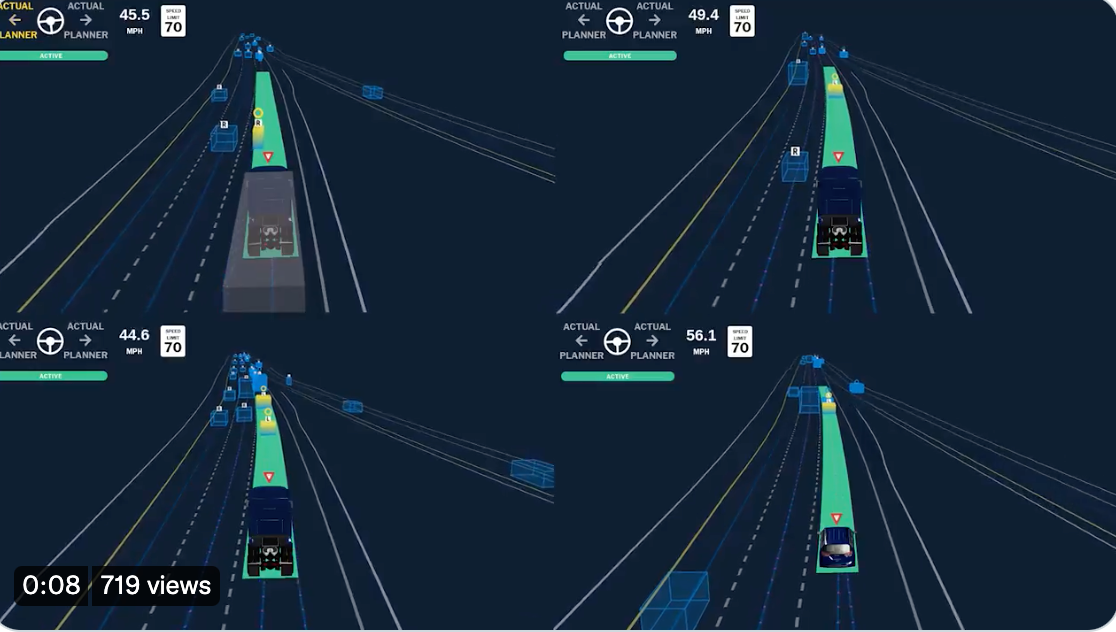 ACTUAL ACTUAL
LANNER PLANNER
45.5
MPH
SPEED
LIMIT
70
ACTIVE
R
R
ACTUAL ACTUAL
PLANNER PLANNER
49.4
MPH
SPEED
LIMIT
70
ACTIVE
R
ACTUAL ACTUAL
LANNER PLANNER
44.6
MPH
SPEED
LIMIT
70
ACTIVE
ACTUAL ACTUAL
PLANNER PLANNER
56.1
MPH
SPEED
LIMIT
70
ACTIVE
0:08 719 views